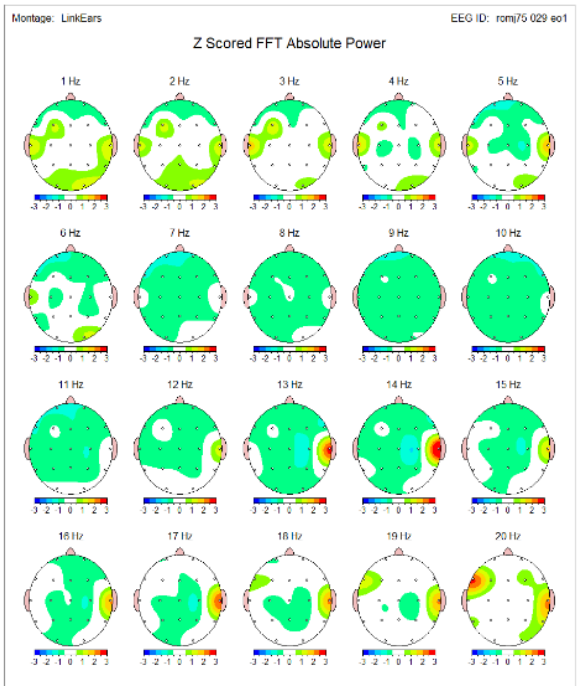 Montage: LinkEars EEG ID: romj75 029 eo1
Z Scored FFT Absolute Power
1 Hz 2 Hz 3 Hz 4 Hz 5 Hz
-3 -2 -1 0 1 2 3 -3 -2 -1 0 1 2 3 -3 -2 -1 0 1 2 3 -3 -2 -1 0 1 2 3 -3 -2 -1 0 1 2 3
6 Hz 7 Hz 8 Hz 9 Hz 10 Hz
-3 -2 -1 0 1 2 3 -3 -2 -1 0 1 2 3 -3 -2 -1 0 1 2 3 -3 -2 -1 0 1 2 3 -3 -2 -1 0 1 2 3
11 Hz 12 Hz 13 Hz 14 Hz 15 Hz
-3 -2 -1 0 1 2 3 -3 -2 -1 0 1 2 3 -3 -2 -1 0 1 2 3 -3 -2 -1 0 1 2 3 -3 -2 -1 0 1 2 3
16 Hz 17 Hz 18 Hz 19 Hz 20 Hz
-3 -2 -1 0 1 2 3 -3 -2 -1 0 1 2 3 -3 -2 -1 0 1 2 3 -3 -2 -1 0 1 2 3 -3 -2 -1 0 1 2 3